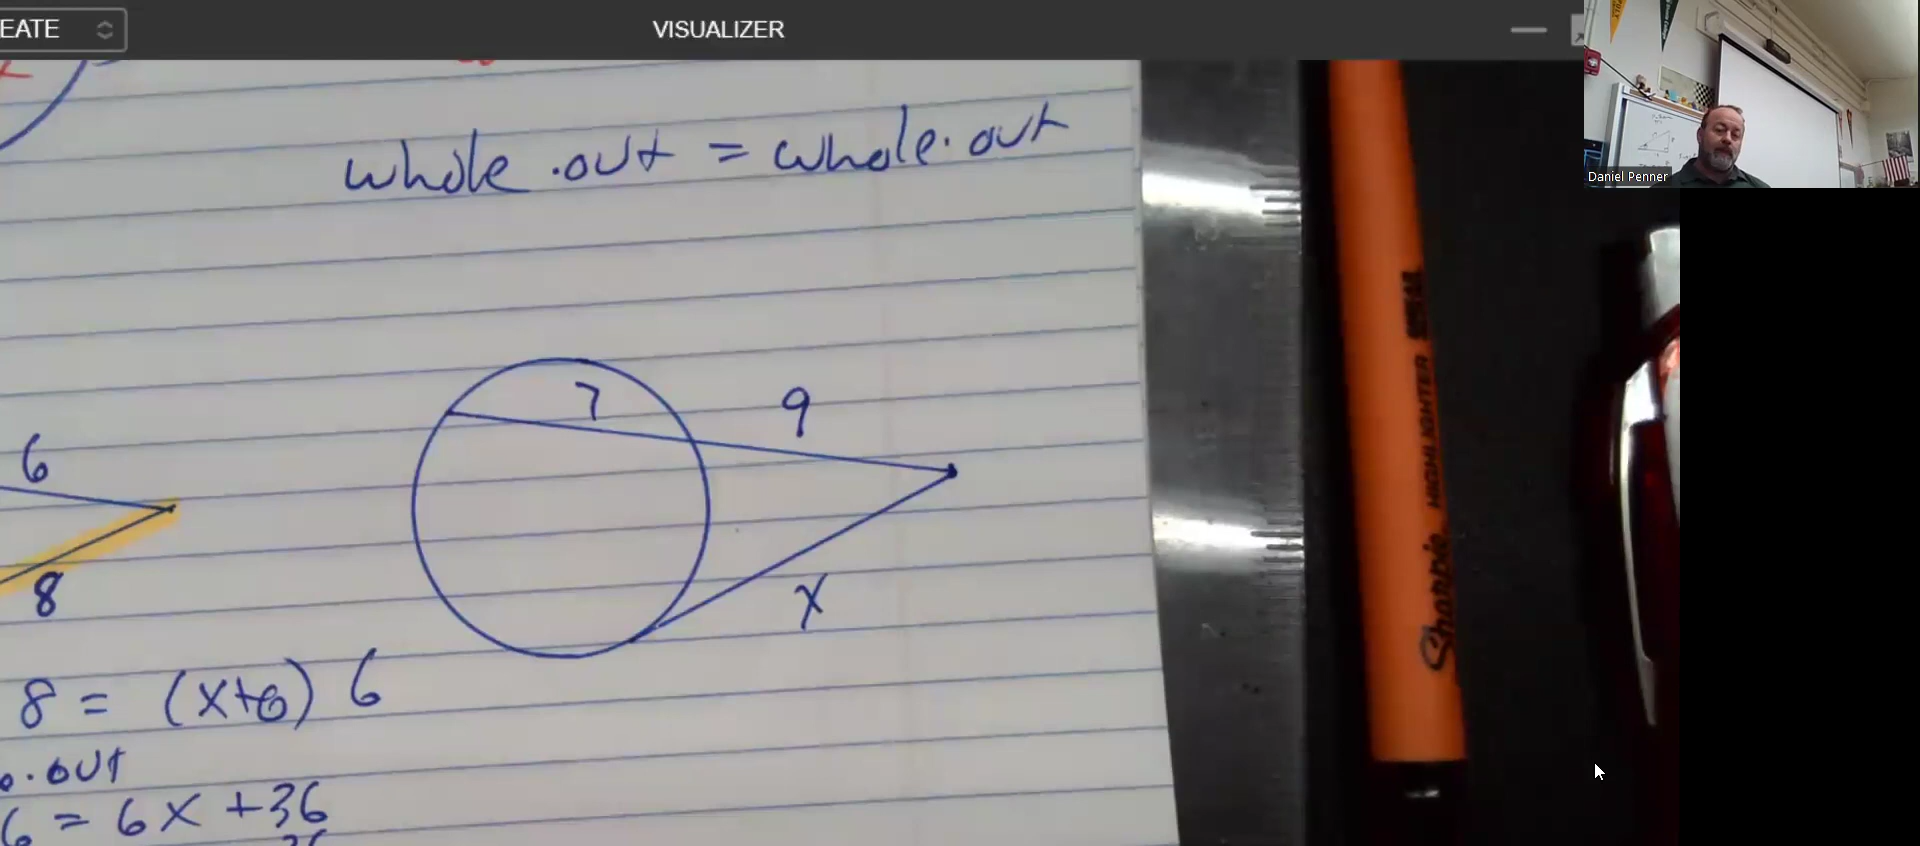 EATE
VISUALIZER
Daniel Penner
whole · out = whole · out
7
9
6
8
x
8 = (x+6) 6
o. out
6 = 6x + 36
Sharpie HIGHLIGHTER